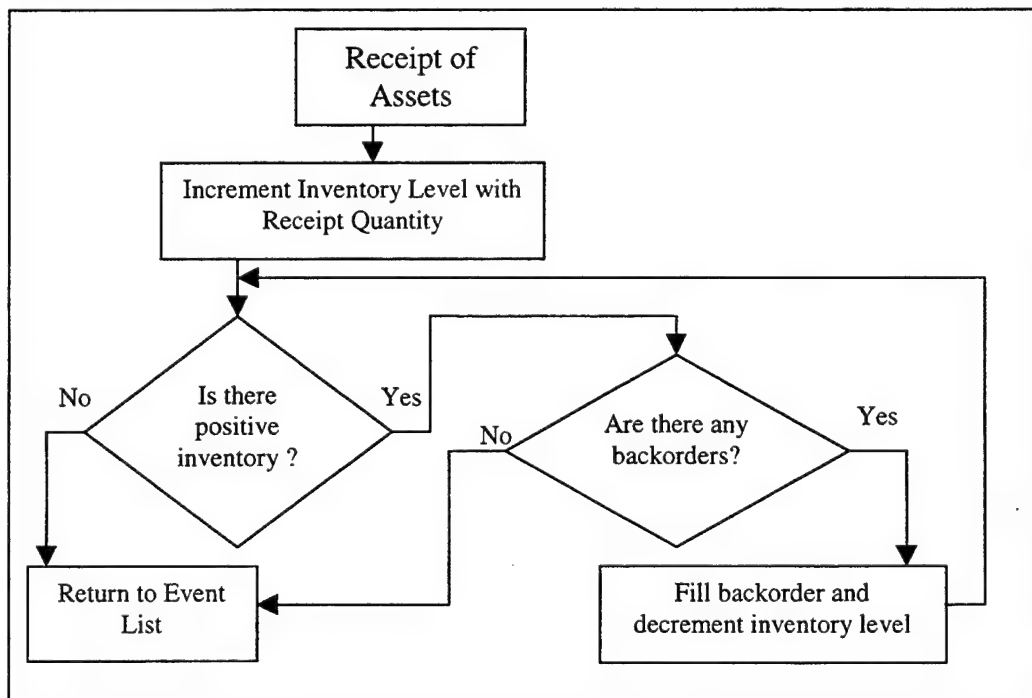 Receipt of
Assets
Increment Inventory Level with
Receipt Quantity
No
Is there
positive
inventory ?
Yes
No
Are there any
backorders?
Yes
Return to Event
List
Fill backorder and
decrement inventory level